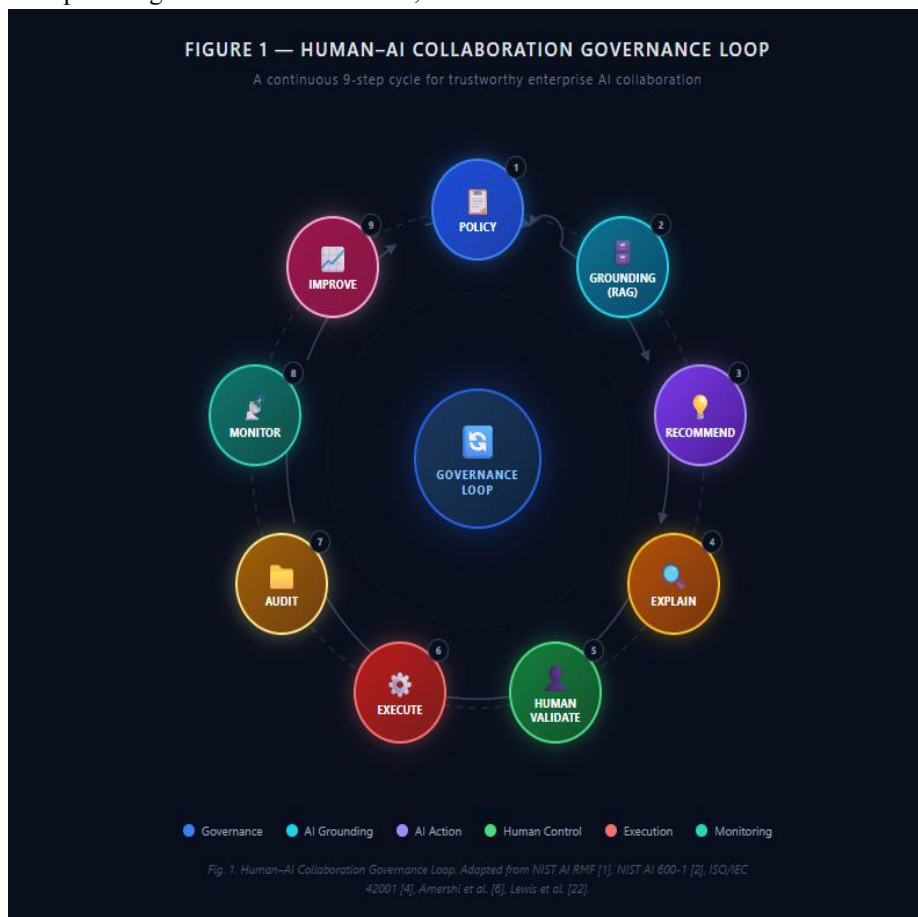 FIGURE 1 — HUMAN–AI COLLABORATION GOVERNANCE LOOP
A continuous 9-step cycle for trustworthy enterprise AI collaboration
1
POLICY
2
GROUNDING
(RAG)
3
RECOMMEND
4
EXPLAIN
5
HUMAN
VALIDATE
6
EXECUTE
7
AUDIT
8
MONITOR
9
IMPROVE
GOVERNANCE
LOOP
Governance
AI Grounding
AI Action
Human Control
Execution
Monitoring
Fig. 1. Human–AI Collaboration Governance Loop. Adapted from NIST AI RMF [1], NIST AI 600-1 [2], ISO/IEC
42001 [4], Amershi et al. [6], Lewis et al. [22].